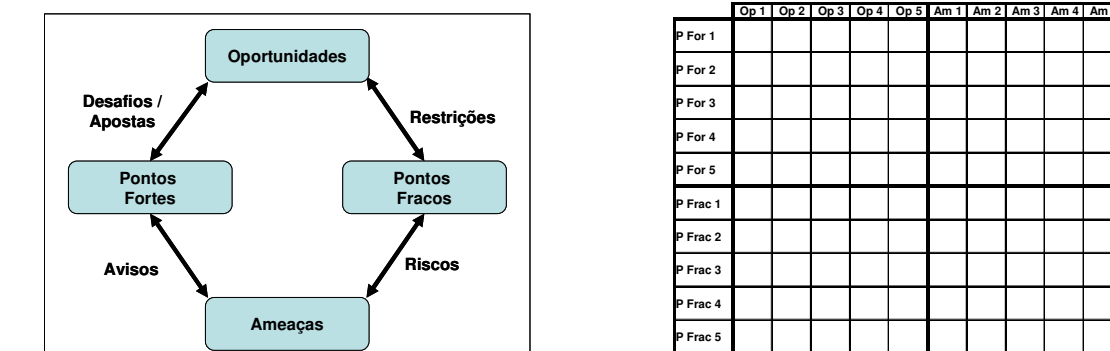 Oportunidades
Desafios /
Apostas
Restrições
Pontos
Fortes
Pontos
Fracos
Avisos
Riscos
Ameaças
Op 1 Op 2 Op 3 Op 4 Op 5 Am 1 Am 2 Am 3 Am 4 Am
P For 1
P For 2
P For 3
P For 4
P For 5
P Frac 1
P Frac 2
P Frac 3
P Frac 4
P Frac 5